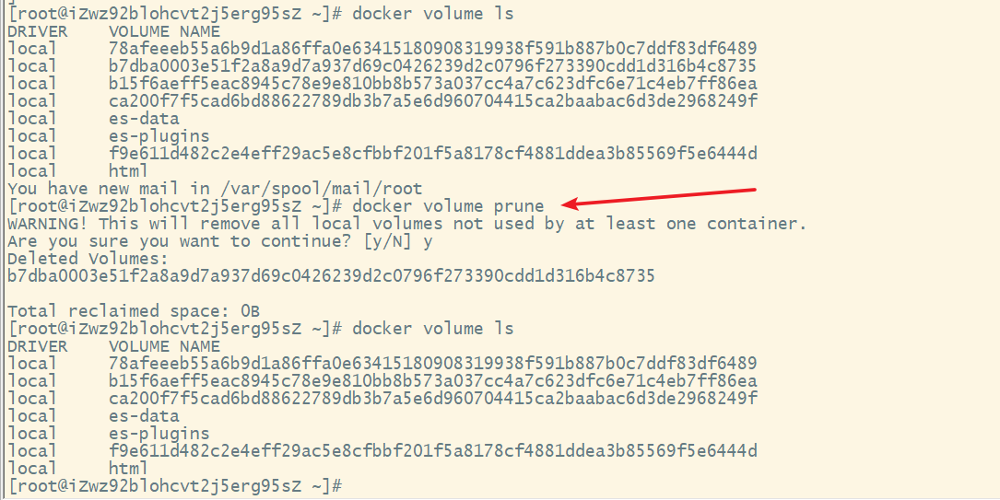 [root@iZwz92blohcvt2j5erg95sZ ~]# docker volume ls
DRIVER    VOLUME NAME
local     78afeeeb55a6b9d1a86ffa0e63415180908319938f591b887b0c7ddf83df6489
local     b7dba0003e51f2a8a9d7a937d69c0426239d2c0796f273390cdd1d316b4c8735
local     b15f6aeff5eac8945c78e9e810bb8b573a037cc4a7c623dfc6e71c4eb7ff86ea
local     ca200f7f5cad6bd88622789db3b7a5e6d960704415ca2baabac6d3de2968249f
local     es-data
local     es-plugins
local     f9e611d482c2e4eff29ac5e8cfbbf201f5a8178cf4881ddea3b85569f5e6444d
local     html
You have new mail in /var/spool/mail/root
[root@iZwz92blohcvt2j5erg95sZ ~]# docker volume prune
WARNING! This will remove all local volumes not used by at least one container.
Are you sure you want to continue? [y/N] y
Deleted Volumes:
b7dba0003e51f2a8a9d7a937d69c0426239d2c0796f273390cdd1d316b4c8735
Total reclaimed space: 0B
[root@iZwz92blohcvt2j5erg95sZ ~]# docker volume ls
DRIVER    VOLUME NAME
local     78afeeeb55a6b9d1a86ffa0e63415180908319938f591b887b0c7ddf83df6489
local     b15f6aeff5eac8945c78e9e810bb8b573a037cc4a7c623dfc6e71c4eb7ff86ea
local     ca200f7f5cad6bd88622789db3b7a5e6d960704415ca2baabac6d3de2968249f
local     es-data
local     es-plugins
local     f9e611d482c2e4eff29ac5e8cfbbf201f5a8178cf4881ddea3b85569f5e6444d
local     html
[root@iZwz92blohcvt2j5erg95sZ ~]#